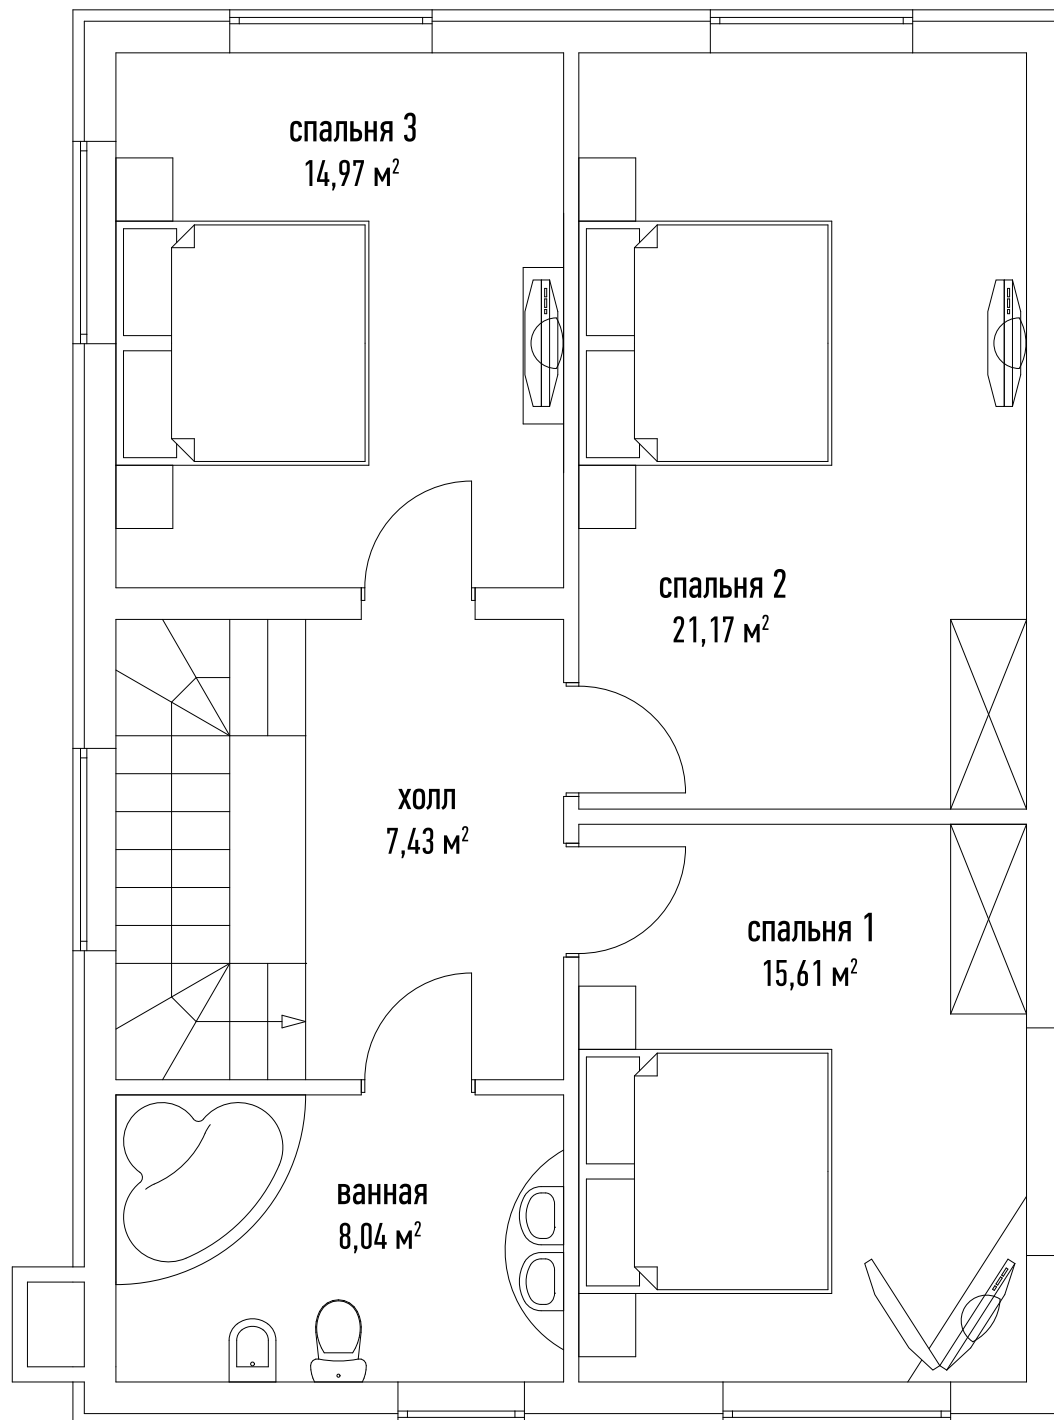 спальня 3
14,97 м²
спальня 2
21,17 м²
холл
7,43 м²
спальня 1
15,61 м²
ванная
8,04 м²